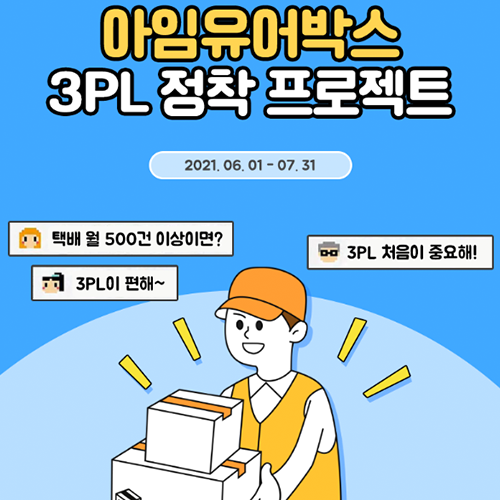 아임유어박스
3PL 정착 프로젝트
2021. 06. 01 - 07. 31
택배 월 500건 이상이면?
3PL 처음이 중요해!
3PL이 편해~